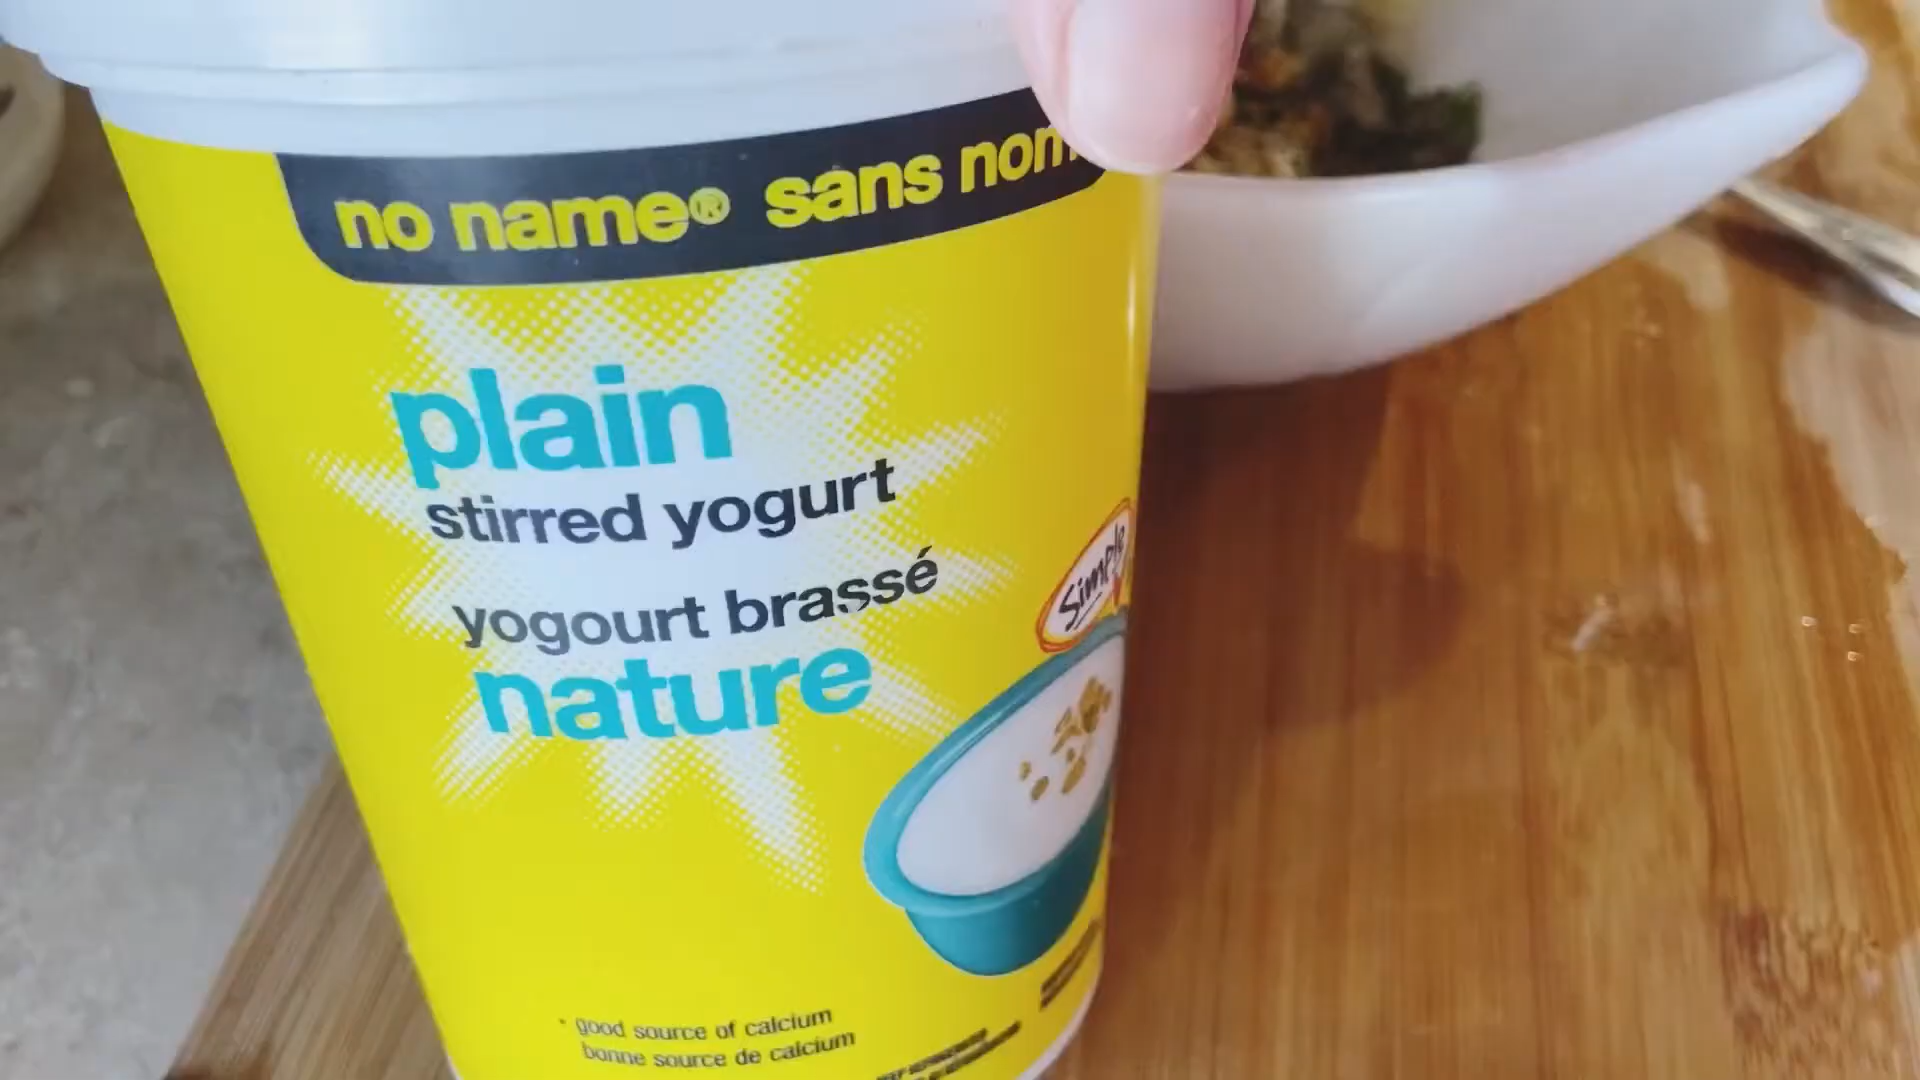 no name® sans nom
plain
stirred yogurt
yogourt brassé
nature
Simple
* good source of calcium
bonne source de calcium